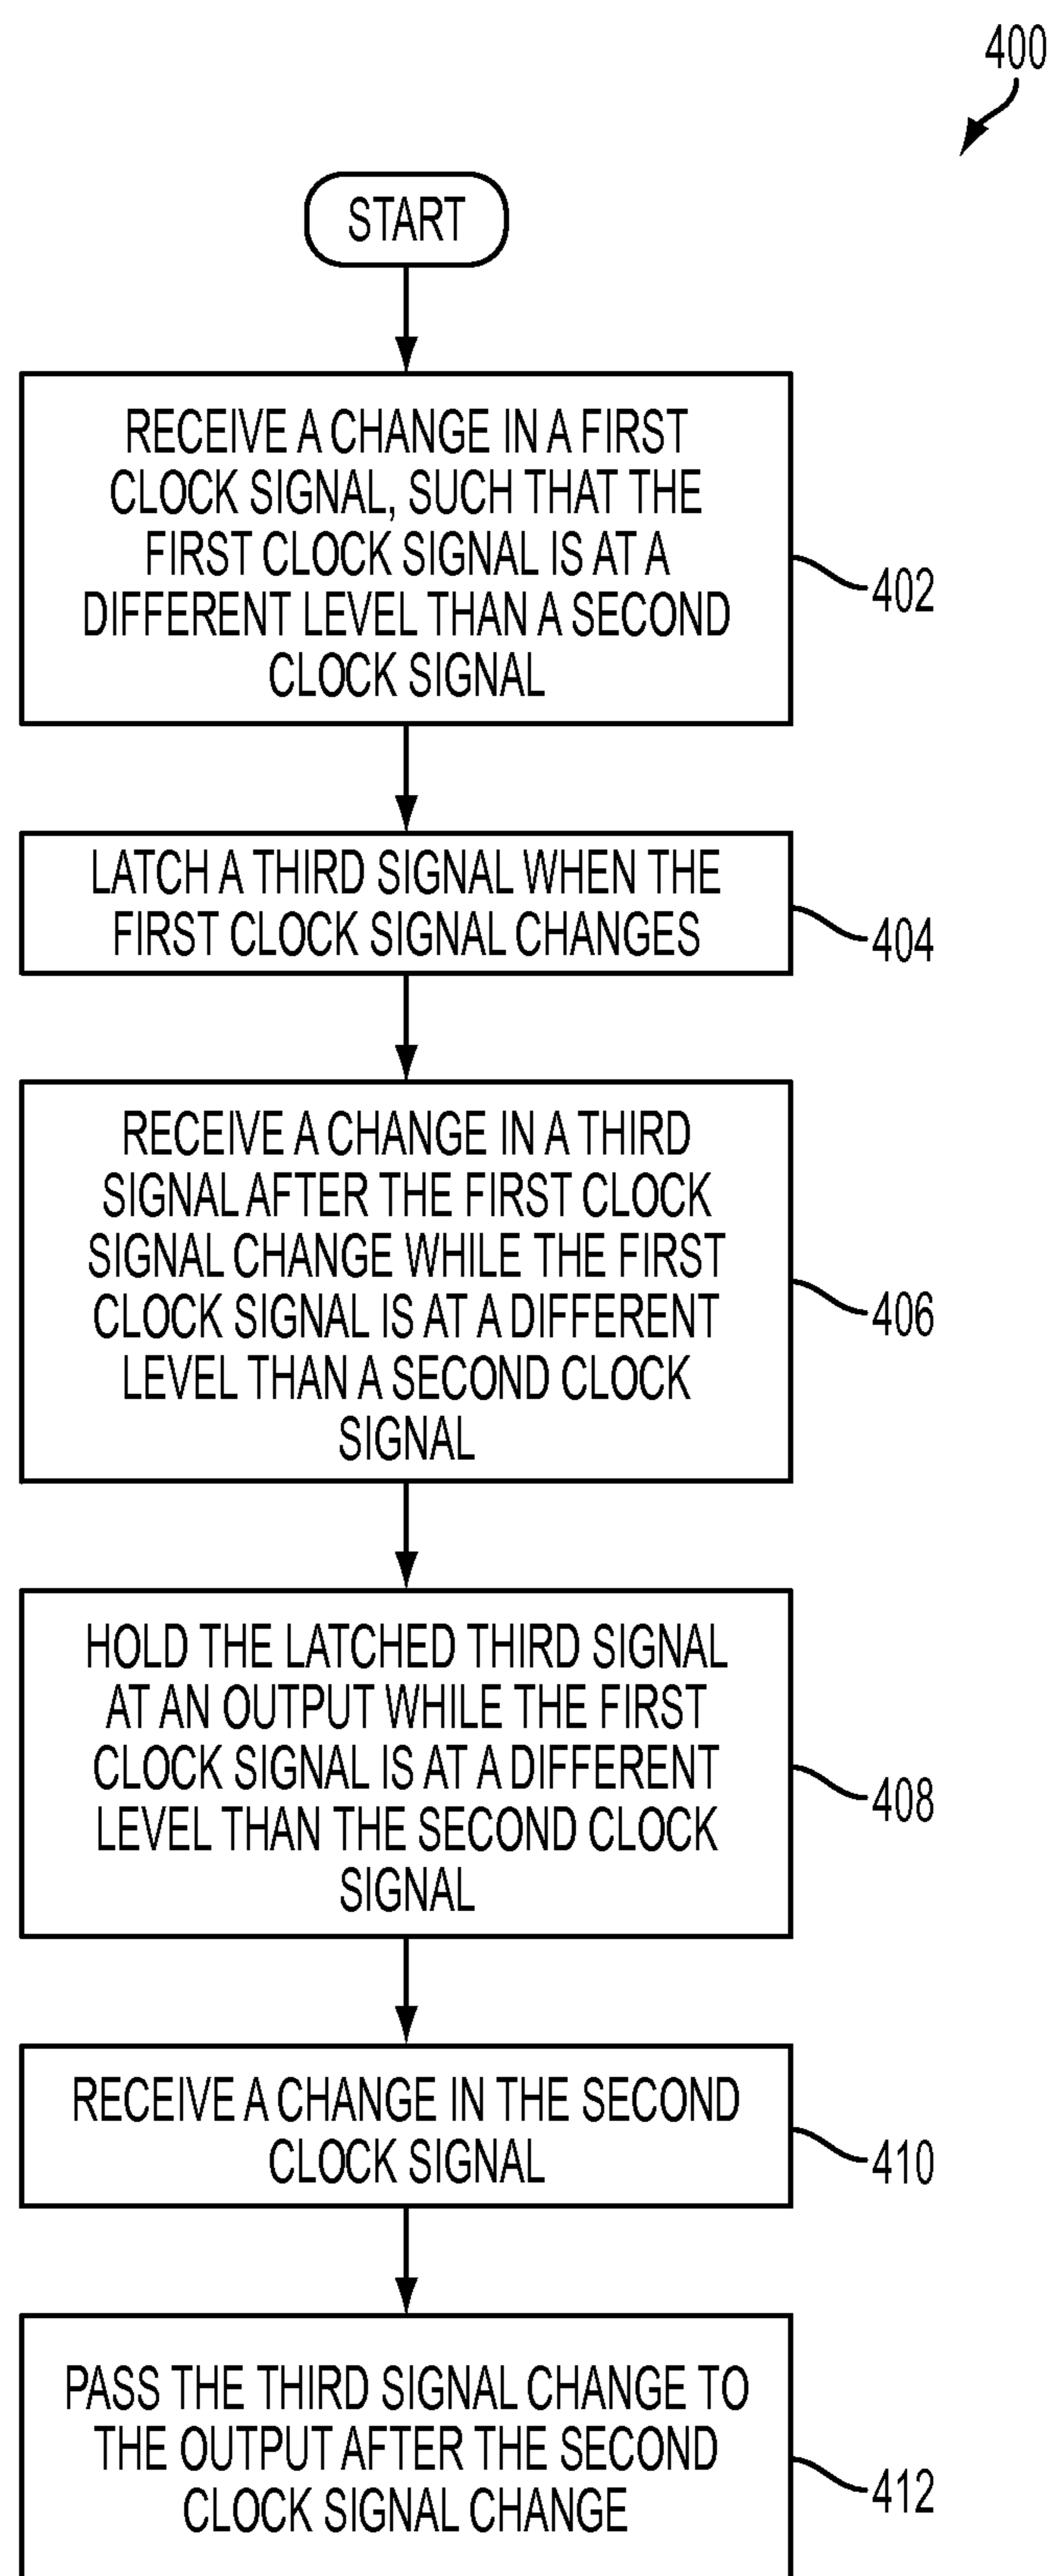 400
START
RECEIVE A CHANGE IN A FIRST
CLOCK SIGNAL, SUCH THAT THE
FIRST CLOCK SIGNAL IS AT A
DIFFERENT LEVEL THAN A SECOND
CLOCK SIGNAL
402
LATCH A THIRD SIGNAL WHEN THE
FIRST CLOCK SIGNAL CHANGES
404
RECEIVE A CHANGE IN A THIRD
SIGNAL AFTER THE FIRST CLOCK
SIGNAL CHANGE WHILE THE FIRST
CLOCK SIGNAL IS AT A DIFFERENT
LEVEL THAN A SECOND CLOCK
SIGNAL
406
HOLD THE LATCHED THIRD SIGNAL
AT AN OUTPUT WHILE THE FIRST
CLOCK SIGNAL IS AT A DIFFERENT
LEVEL THAN THE SECOND CLOCK
SIGNAL
408
RECEIVE A CHANGE IN THE SECOND
CLOCK SIGNAL
410
PASS THE THIRD SIGNAL CHANGE TO
THE OUTPUT AFTER THE SECOND
CLOCK SIGNAL CHANGE
412